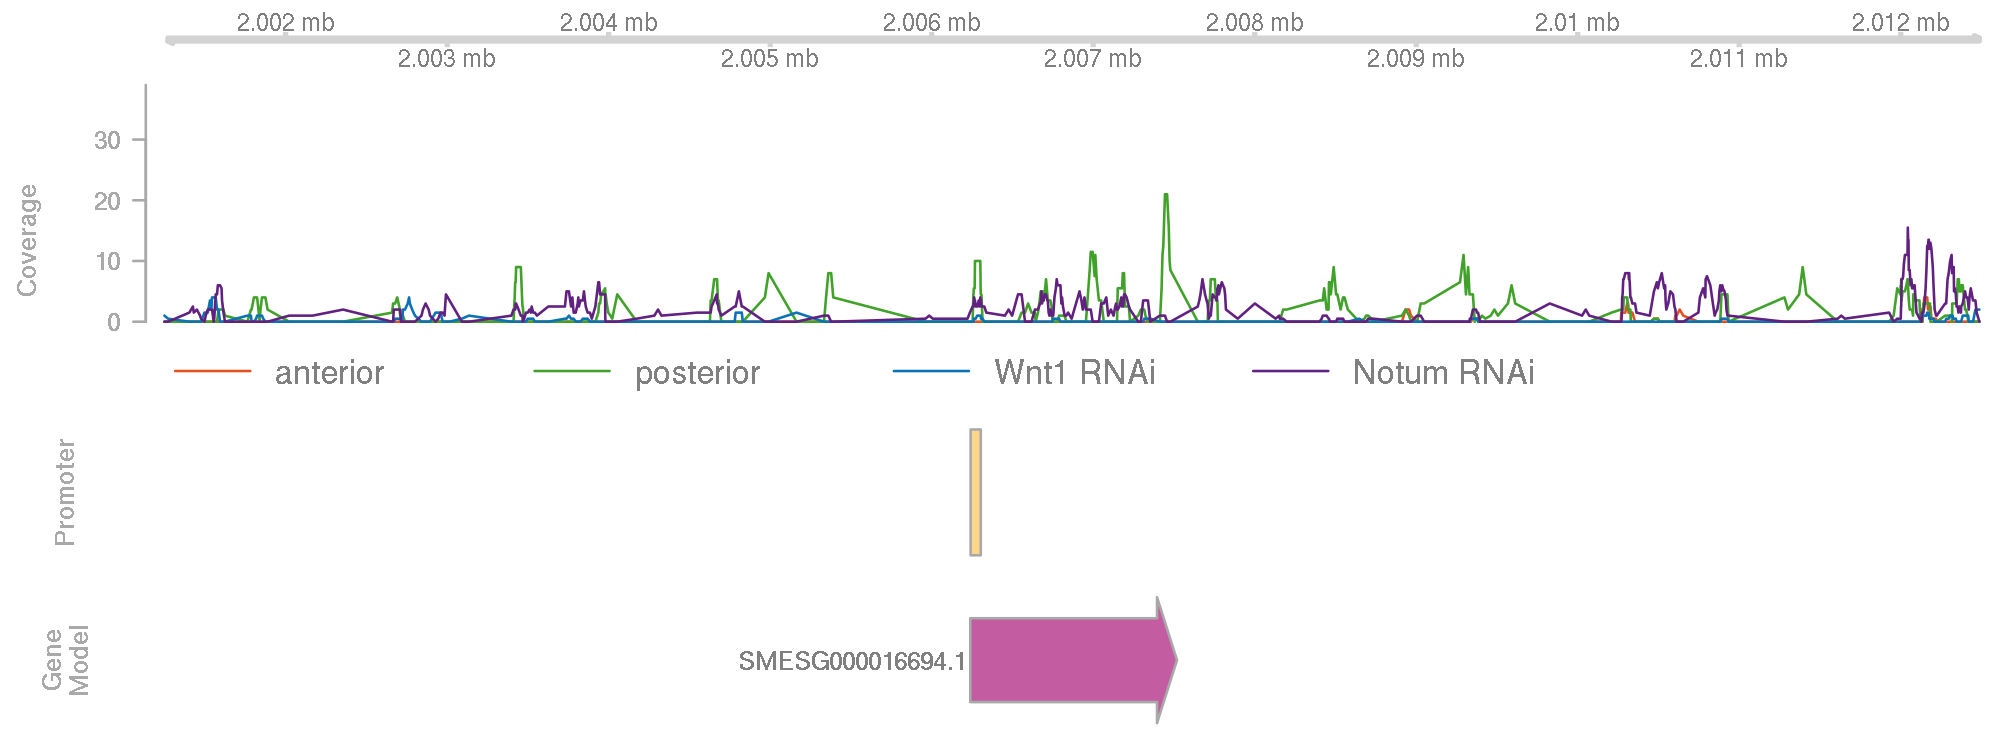 2.002 mb 2.004 mb 2.006 mb 2.008 mb 2.01 mb 2.012 mb
2.003 mb 2.005 mb 2.007 mb 2.009 mb 2.011 mb
Coverage
30
20
10
0
anterior posterior Wnt1 RNAi Notum RNAi
Promoter
Gene
Model
SMESG000016694.1